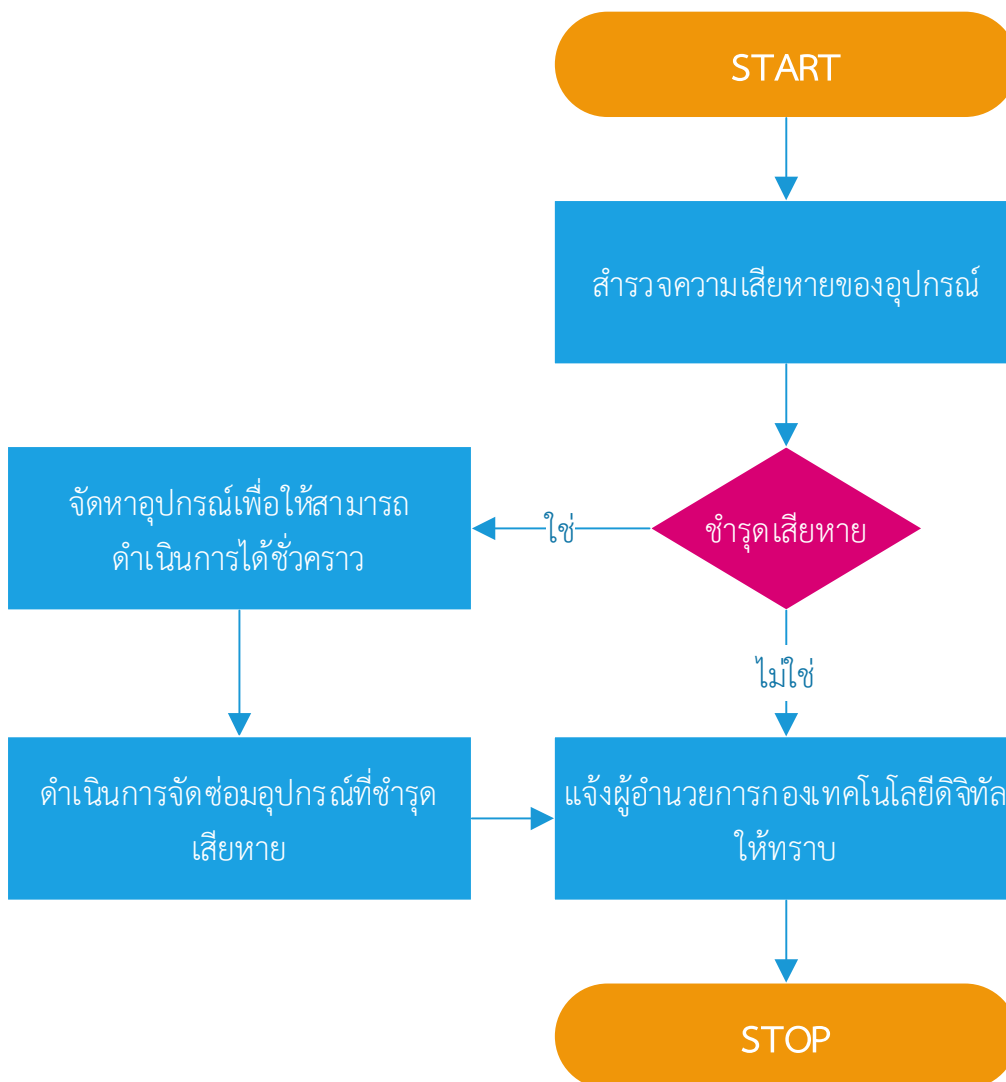 START
สำรวจความเสียหายของอุปกรณ์
ชำรุดเสียหาย
ใช่
จัดหาอุปกรณ์เพื่อให้สามารถ
ดำเนินการได้ชั่วคราว
ไม่ใช่
ดำเนินการจัดซ่อมอุปกรณ์ที่ชำรุด
เสียหาย
แจ้งผู้อำนวยการกองเทคโนโลยีดิจิทัล
ให้ทราบ
STOP